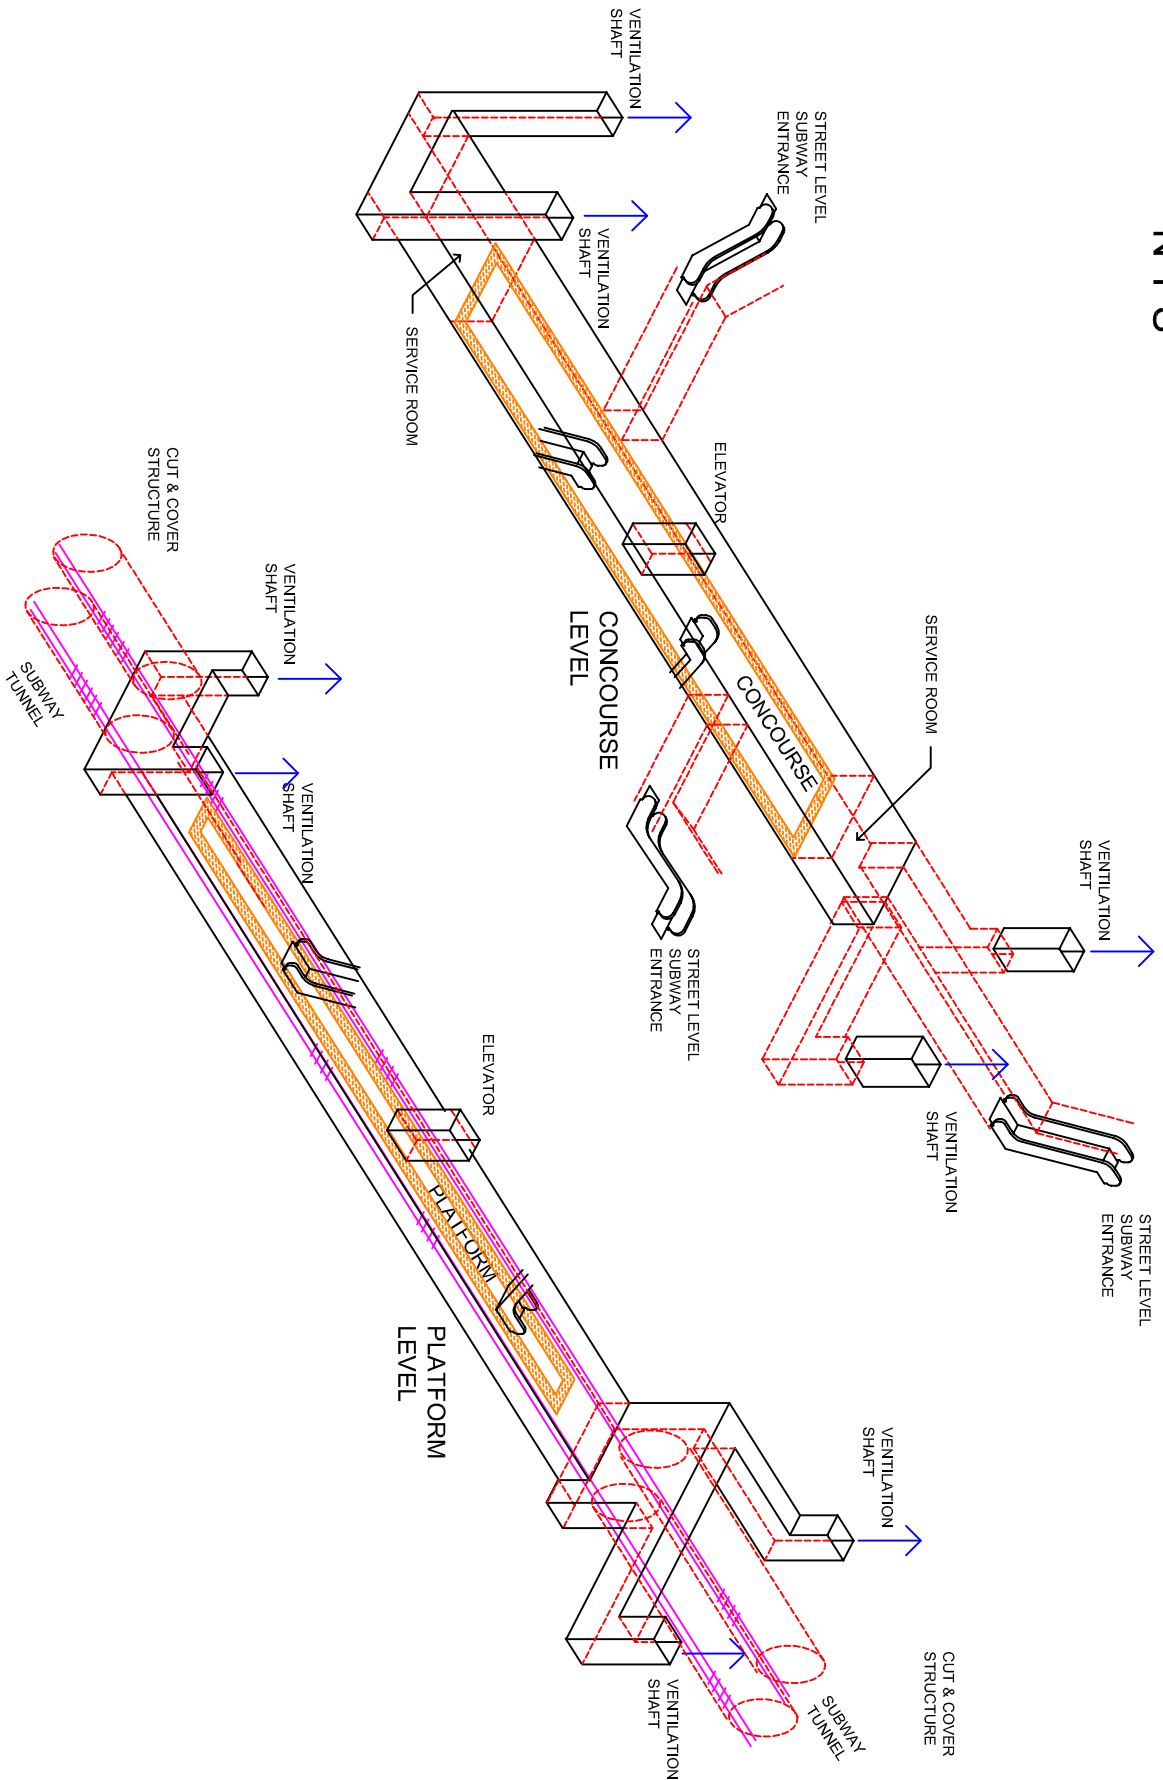 VENTILATION
SHAFT
STREET LEVEL
SUBWAY
ENTRANCE
VENTILATION
SHAFT
SERVICE ROOM
ELEVATOR
CONCOURSE
LEVEL
CONCOURSE
SERVICE ROOM
VENTILATION
SHAFT
STREET LEVEL
SUBWAY
ENTRANCE
VENTILATION
SHAFT
STREET LEVEL
SUBWAY
ENTRANCE
CUT & COVER
STRUCTURE
VENTILATION
SHAFT
SUBWAY
TUNNEL
VENTILATION
SHAFT
ELEVATOR
PLATFORM
PLATFORM
LEVEL
VENTILATION
SHAFT
VENTILATION
SHAFT
SUBWAY
TUNNEL
CUT & COVER
STRUCTURE